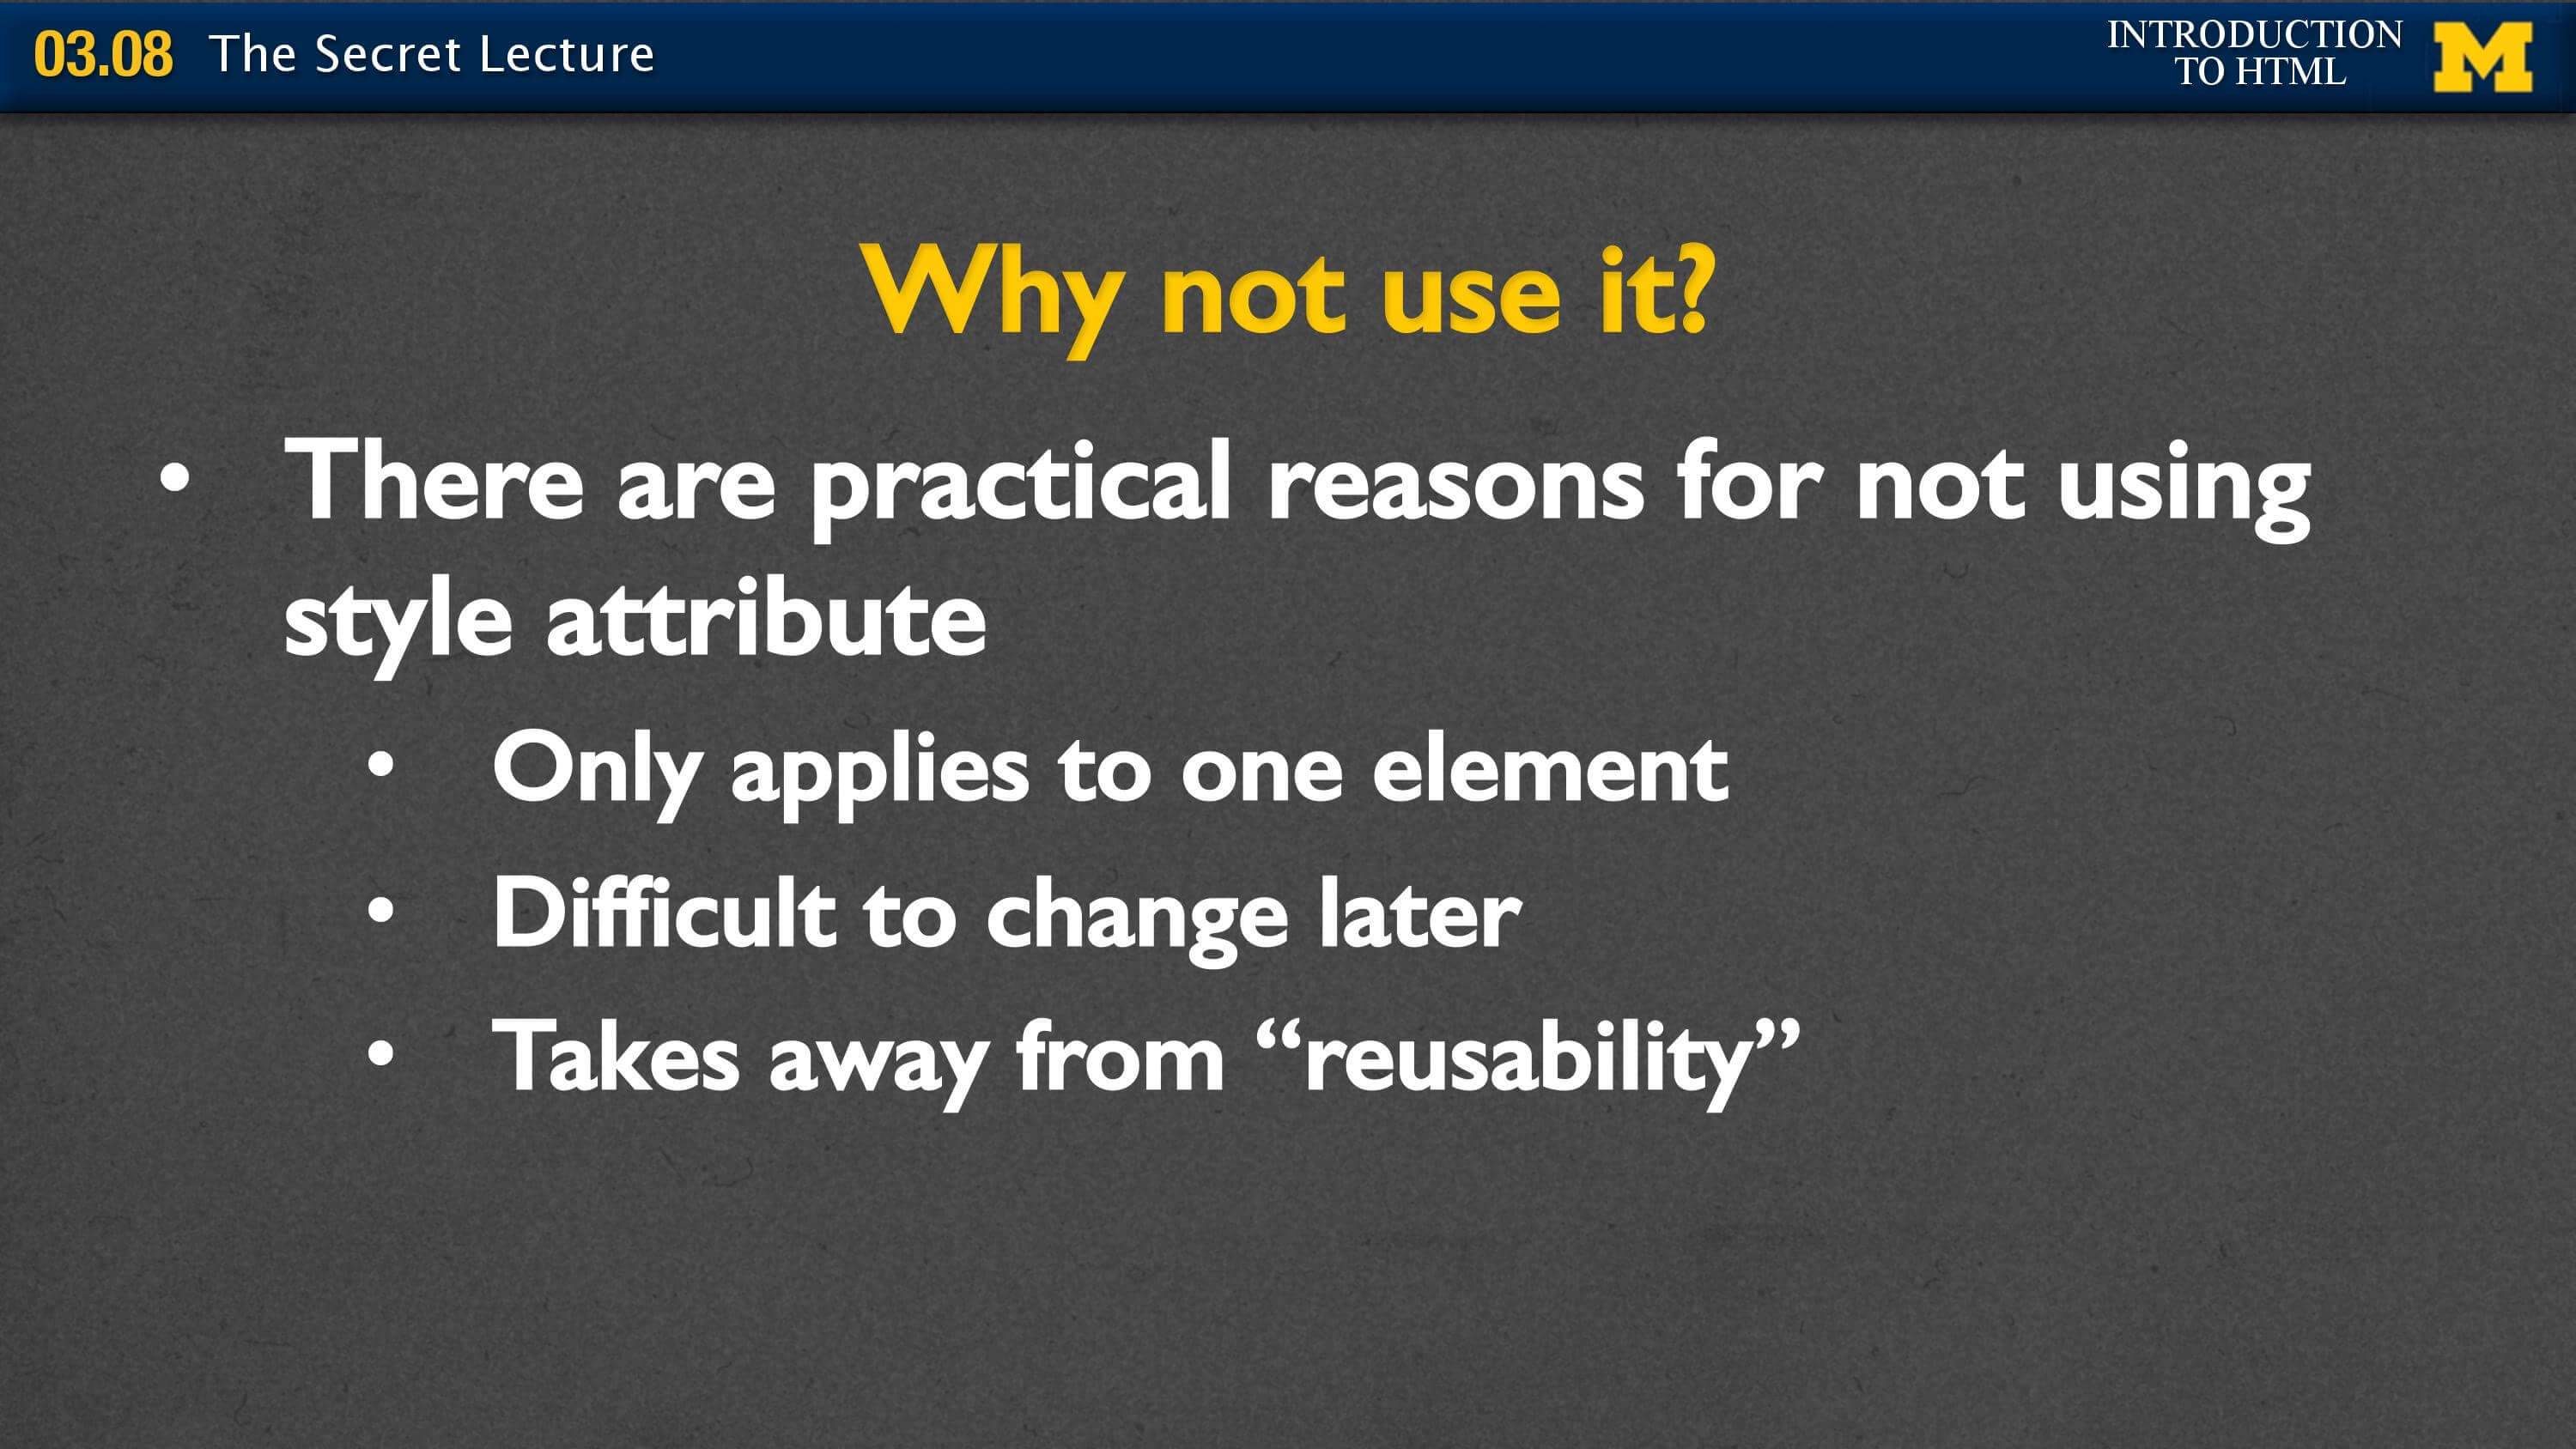 03.08 The Secret Lecture
INTRODUCTION
TO HTML
M
Why not use it?
• There are practical reasons for not using
style attribute
• Only applies to one element
• Difficult to change later
• Takes away from “reusability”